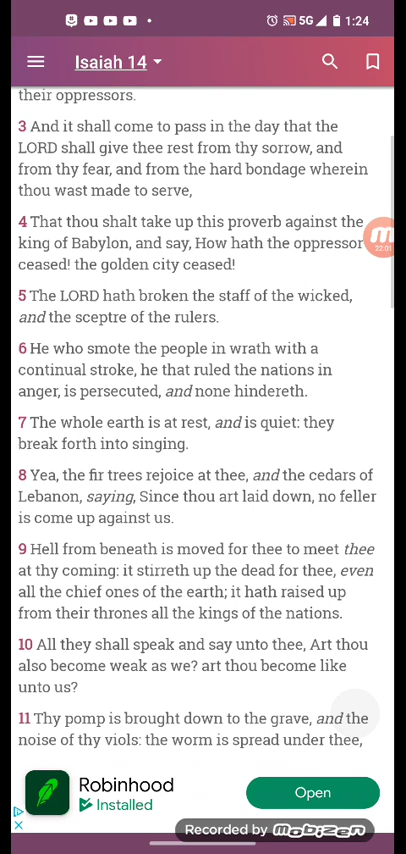 5G 1:24
Isaiah 14
their oppressors.
3 And it shall come to pass in the day that the
LORD shall give thee rest from thy sorrow, and
from thy fear, and from the hard bondage wherein
thou wast made to serve,
4 That thou shalt take up this proverb against the
king of Babylon, and say, How hath the oppressor
ceased! the golden city ceased!
m
22:01
5 The LORD hath broken the staff of the wicked,
and the sceptre of the rulers.
6 He who smote the people in wrath with a
continual stroke, he that ruled the nations in
anger, is persecuted, and none hindereth.
7 The whole earth is at rest, and is quiet: they
break forth into singing.
8 Yea, the fir trees rejoice at thee, and the cedars of
Lebanon, saying, Since thou art laid down, no feller
is come up against us.
9 Hell from beneath is moved for thee to meet thee
at thy coming: it stirreth up the dead for thee, even
all the chief ones of the earth; it hath raised up
from their thrones all the kings of the nations.
10 All they shall speak and say unto thee, Art thou
also become weak as we? art thou become like
unto us?
11 Thy pomp is brought down to the grave, and the
noise of thy viols: the worm is spread under thee,
Robinhood
Installed
Open
Recorded by mobizen